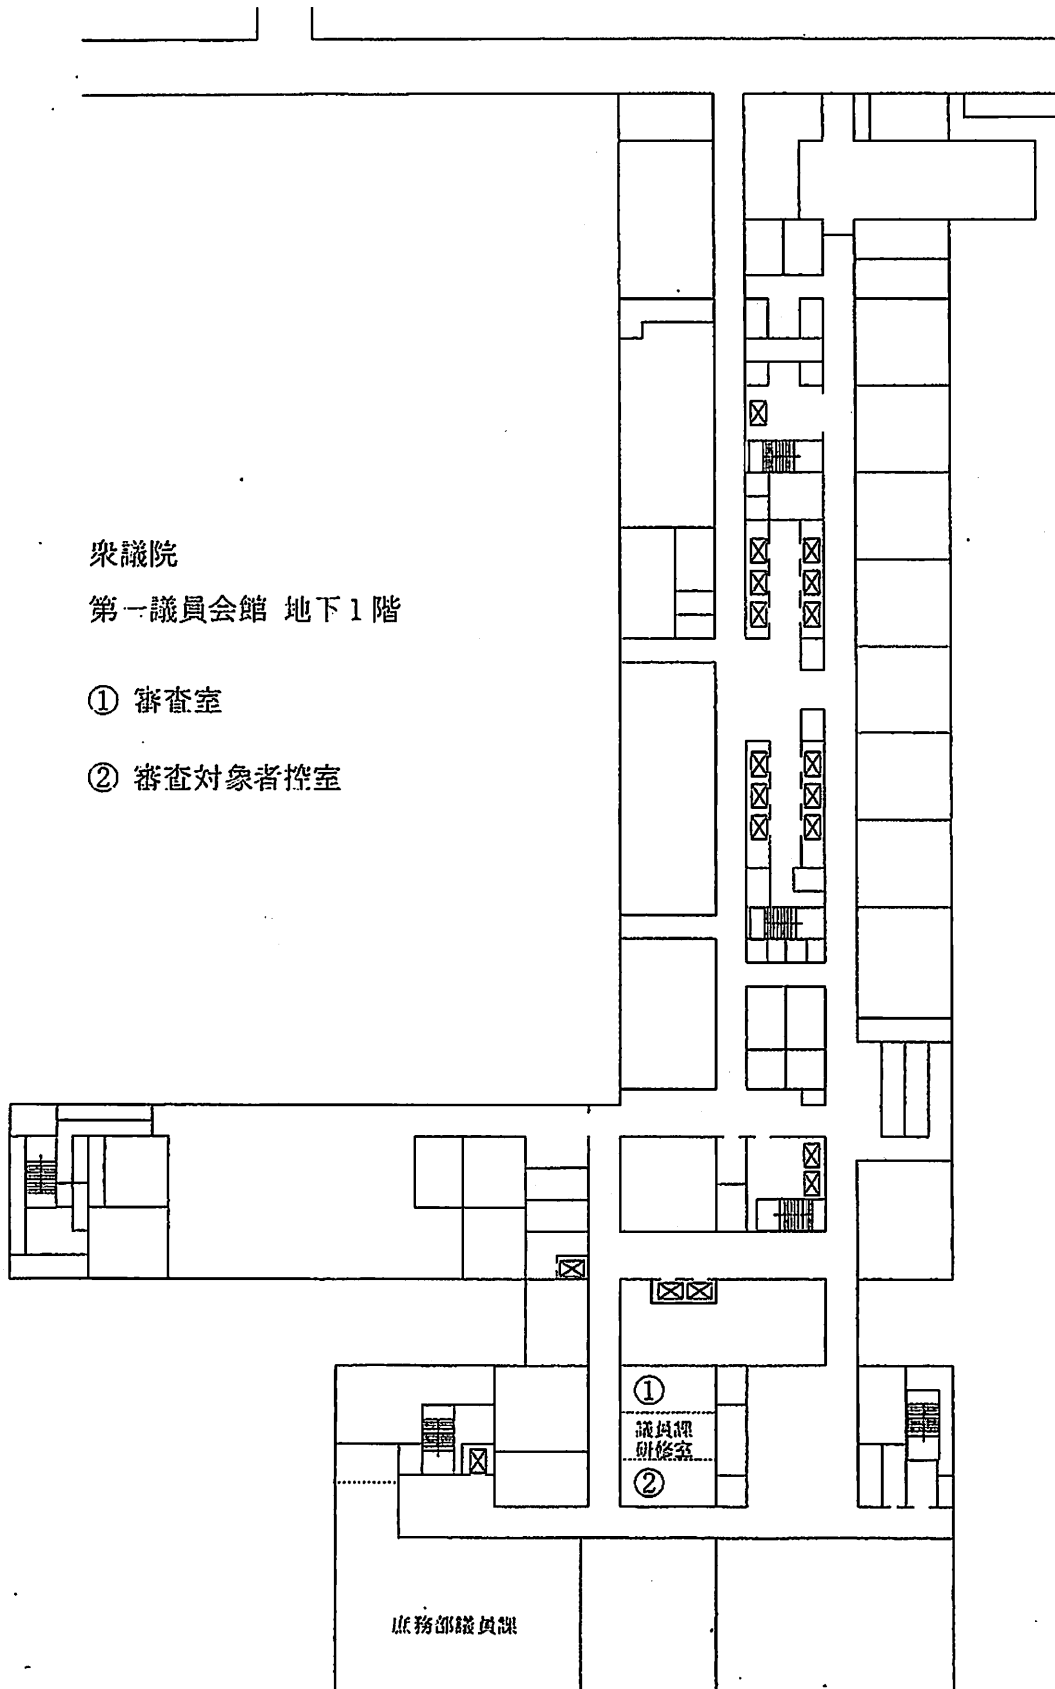 衆議院
第一議員会館 地下1階
① 審査室
② 審査対象者控室
①
議員課
研修室
②
庶務部議員課